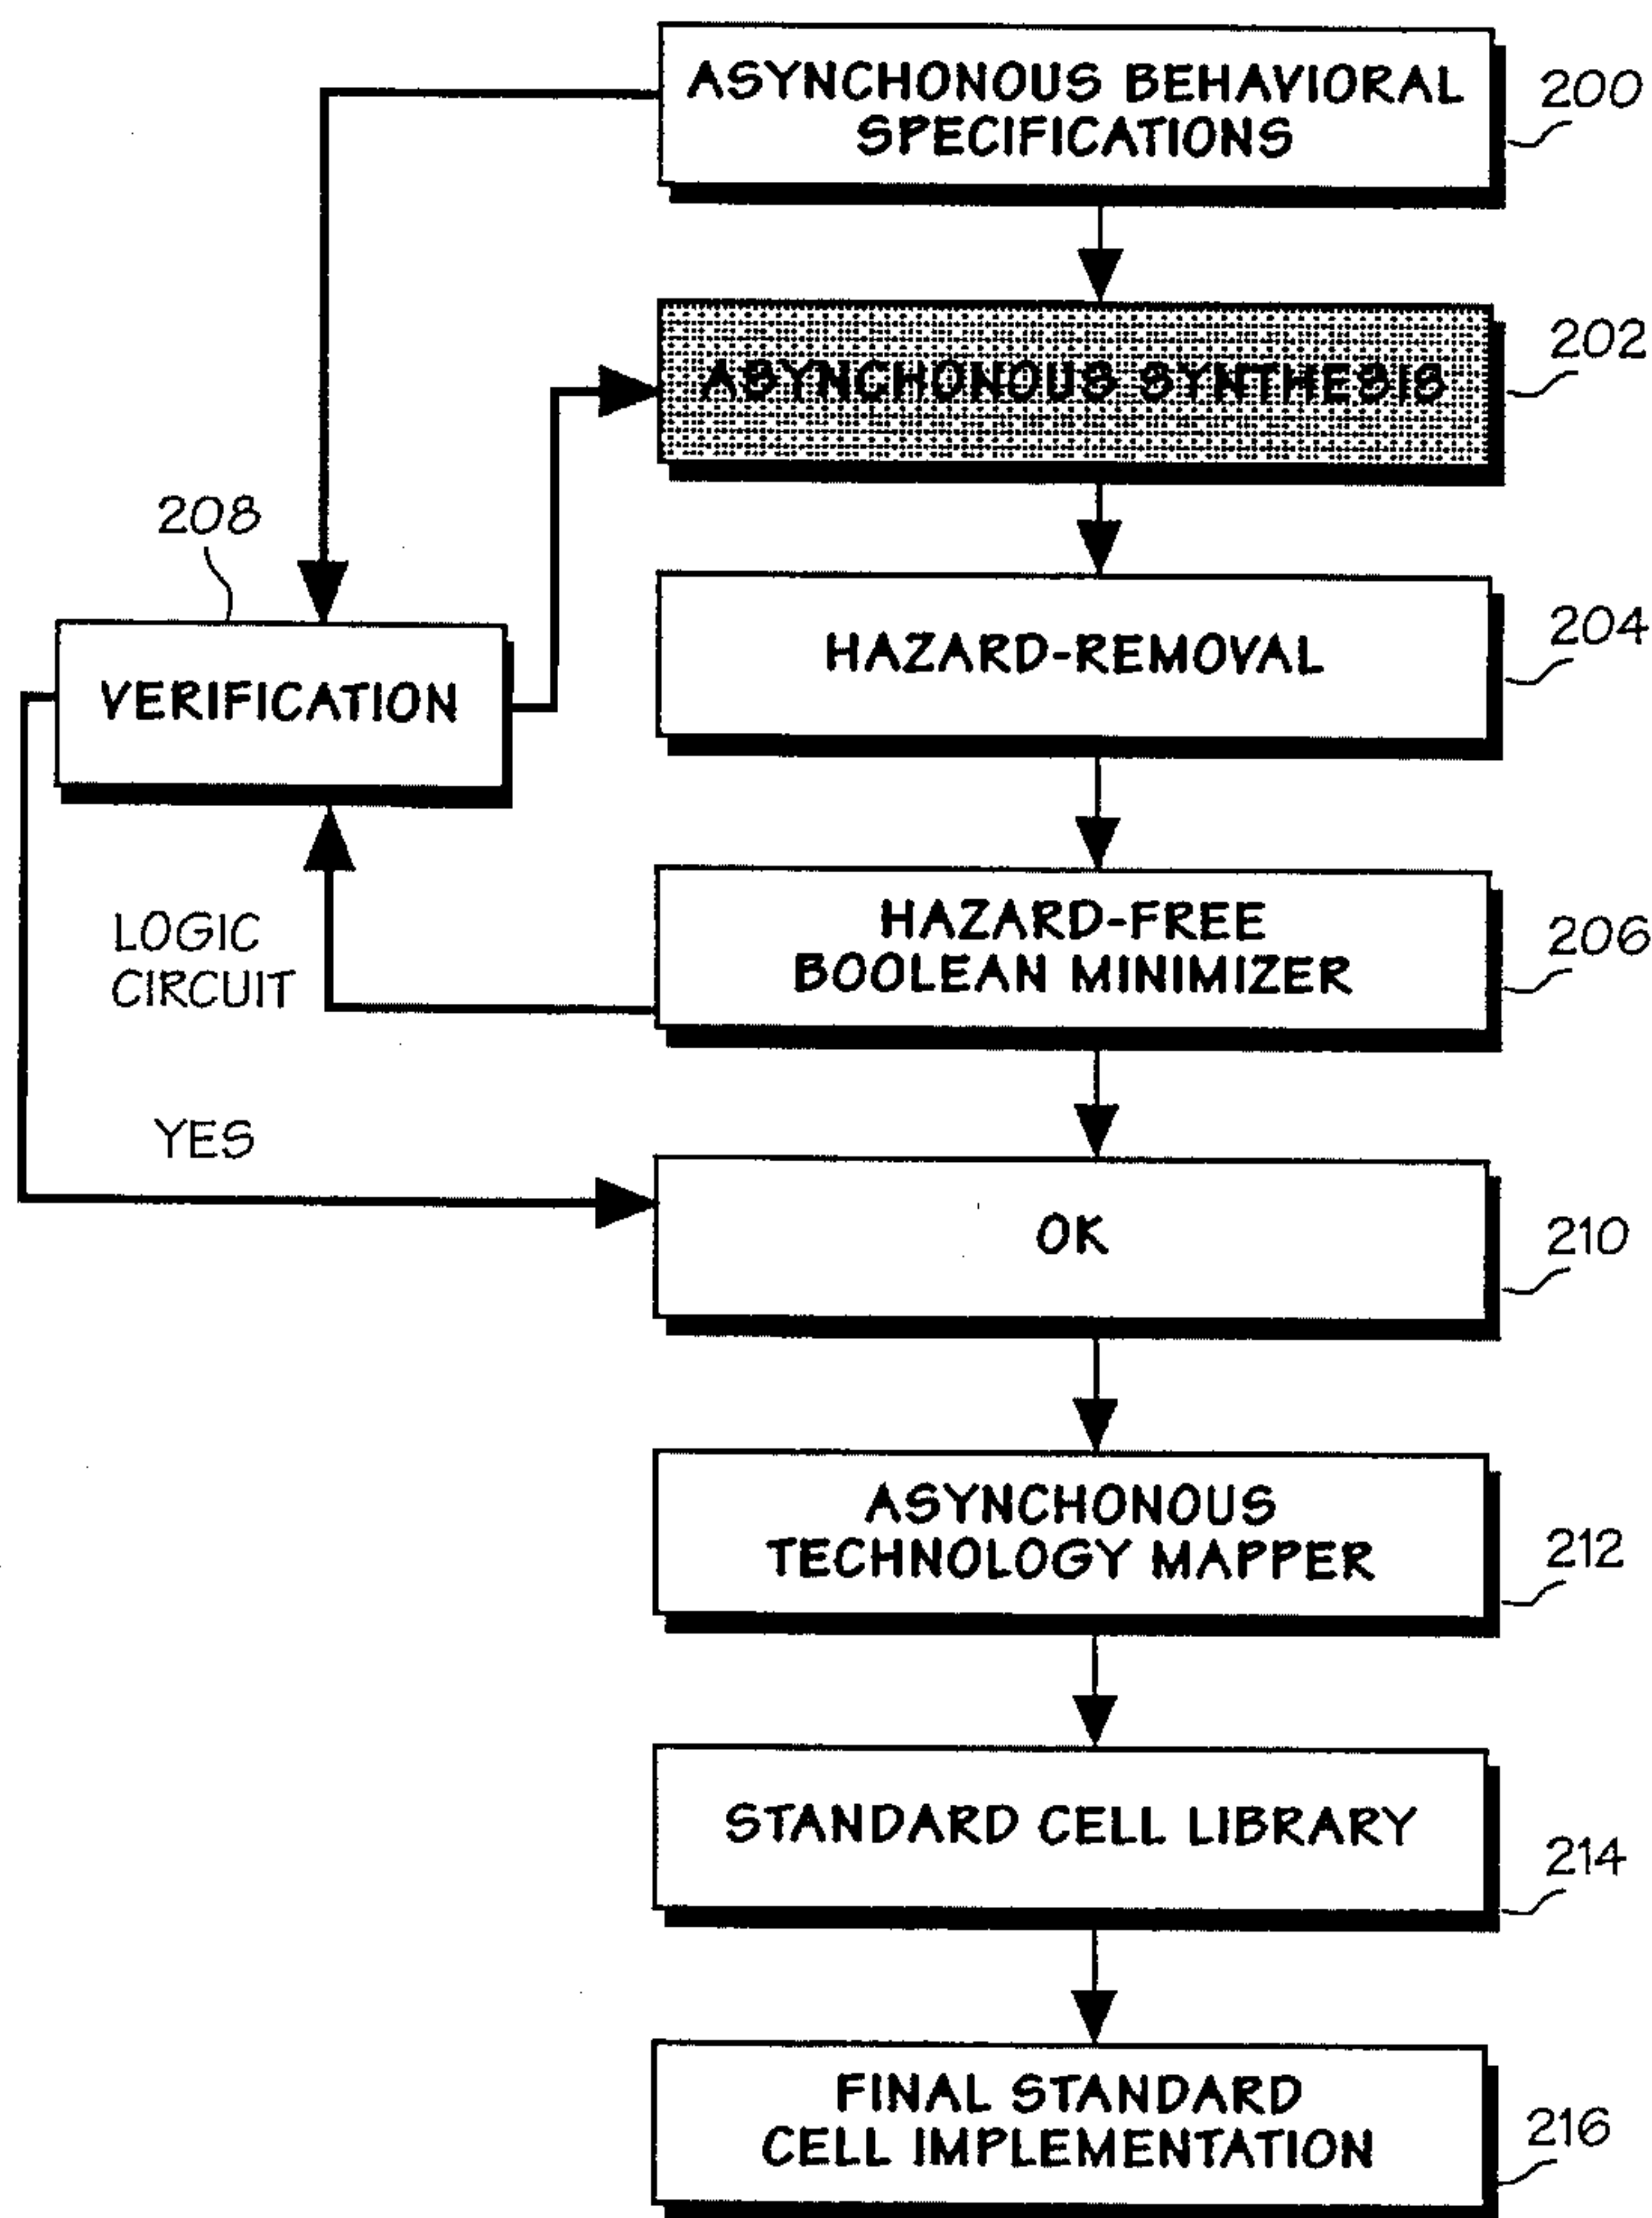 ASYNCHONOUS BEHAVIORAL
SPECIFICATIONS
200
ASYNCHONOUS SYNTHESIS
202
208
VERIFICATION
HAZARD-REMOVAL
204
LOGIC
CIRCUIT
HAZARD-FREE
BOOLEAN MINIMIZER
206
YES
OK
210
ASYNCHONOUS
TECHNOLOGY MAPPER
212
STANDARD CELL LIBRARY
214
FINAL STANDARD
CELL IMPLEMENTATION
216